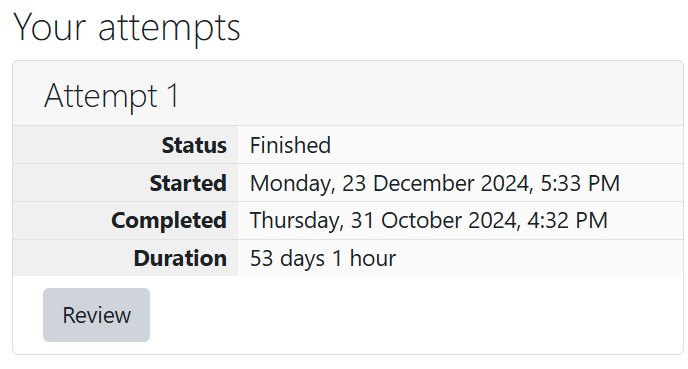 Your attempts
Attempt 1
Status Finished
Started Monday, 23 December 2024, 5:33 PM
Completed Thursday, 31 October 2024, 4:32 PM
Duration 53 days 1 hour
Review